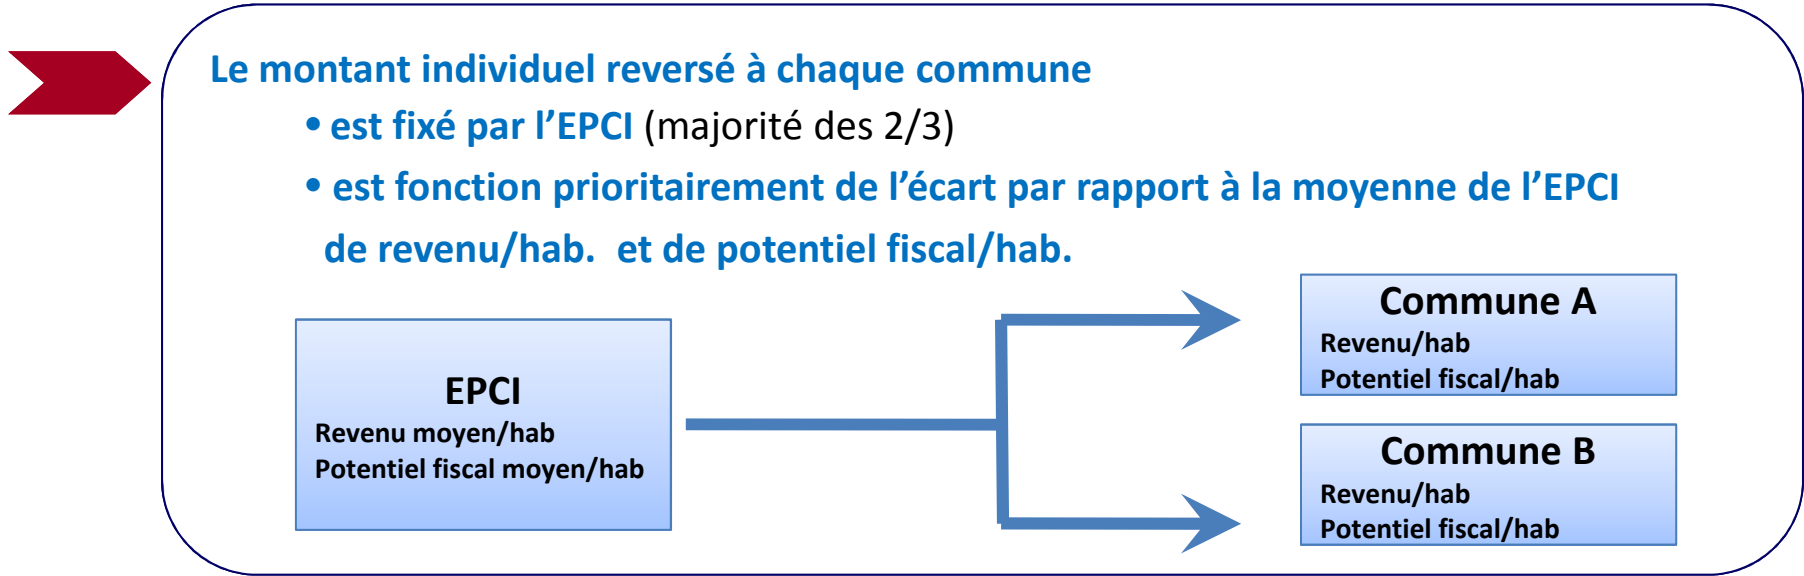 Le montant individuel reversé à chaque commune
• est fixé par l’EPCI (majorité des 2/3)
• est fonction prioritairement de l’écart par rapport à la moyenne de l’EPCI
de revenu/hab. et de potentiel fiscal/hab.
EPCI
Revenu moyen/hab
Potentiel fiscal moyen/hab
Commune A
Revenu/hab
Potentiel fiscal/hab
Commune B
Revenu/hab
Potentiel fiscal/hab